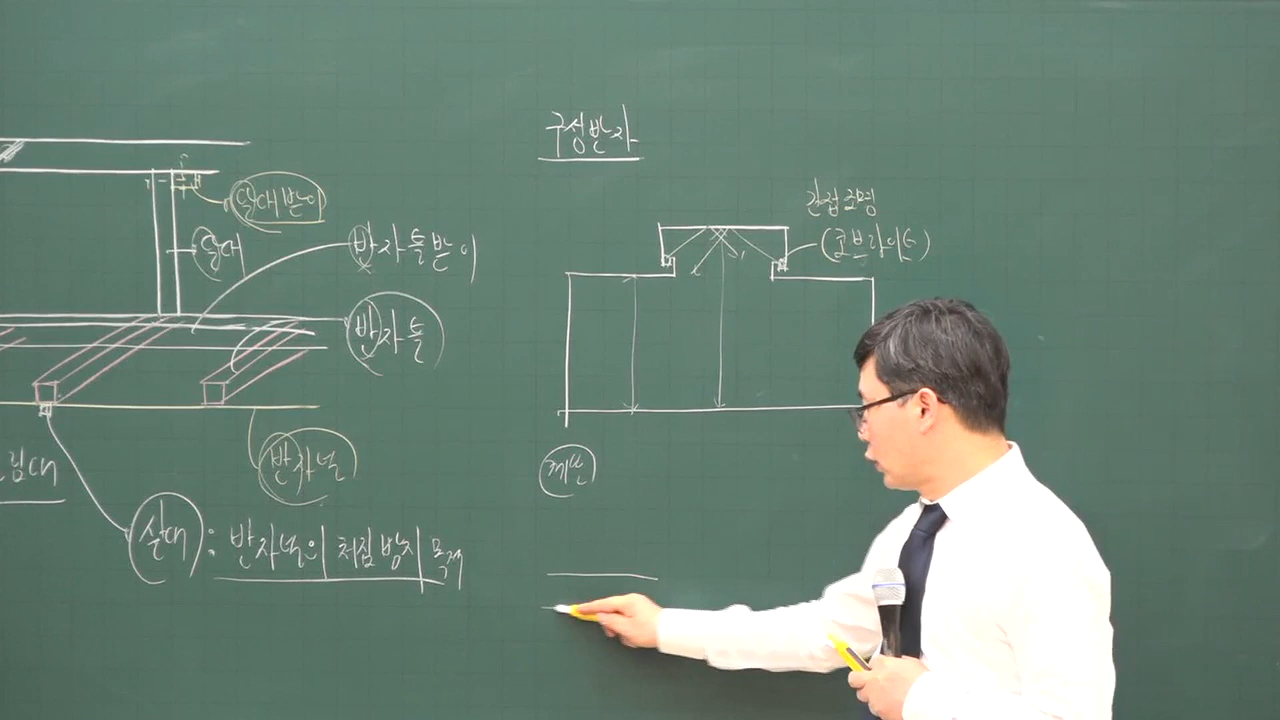 구성반자
달대받이
달대
반자틀받이
반자틀
반자널
림대
살대 : 반자널의 처짐방지 목재
간접조명
(코브라이트)
계단